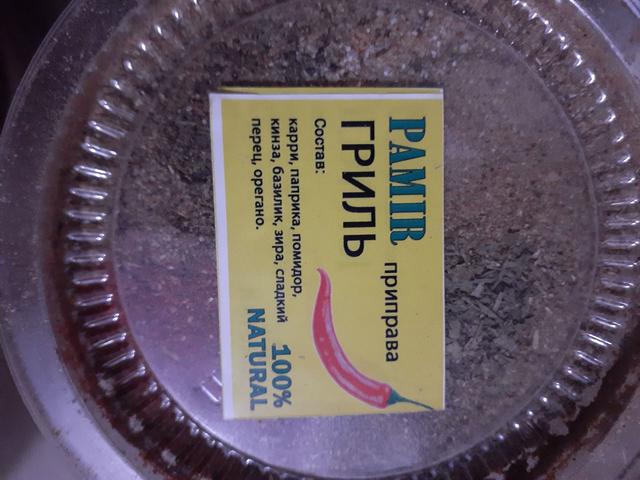 PAMIR
приправа
ГРИЛЬ
Состав:
карри, паприка, помидор,
кинза, базилик, зира, сладкий
перец, орегано.
100%
NATURAL